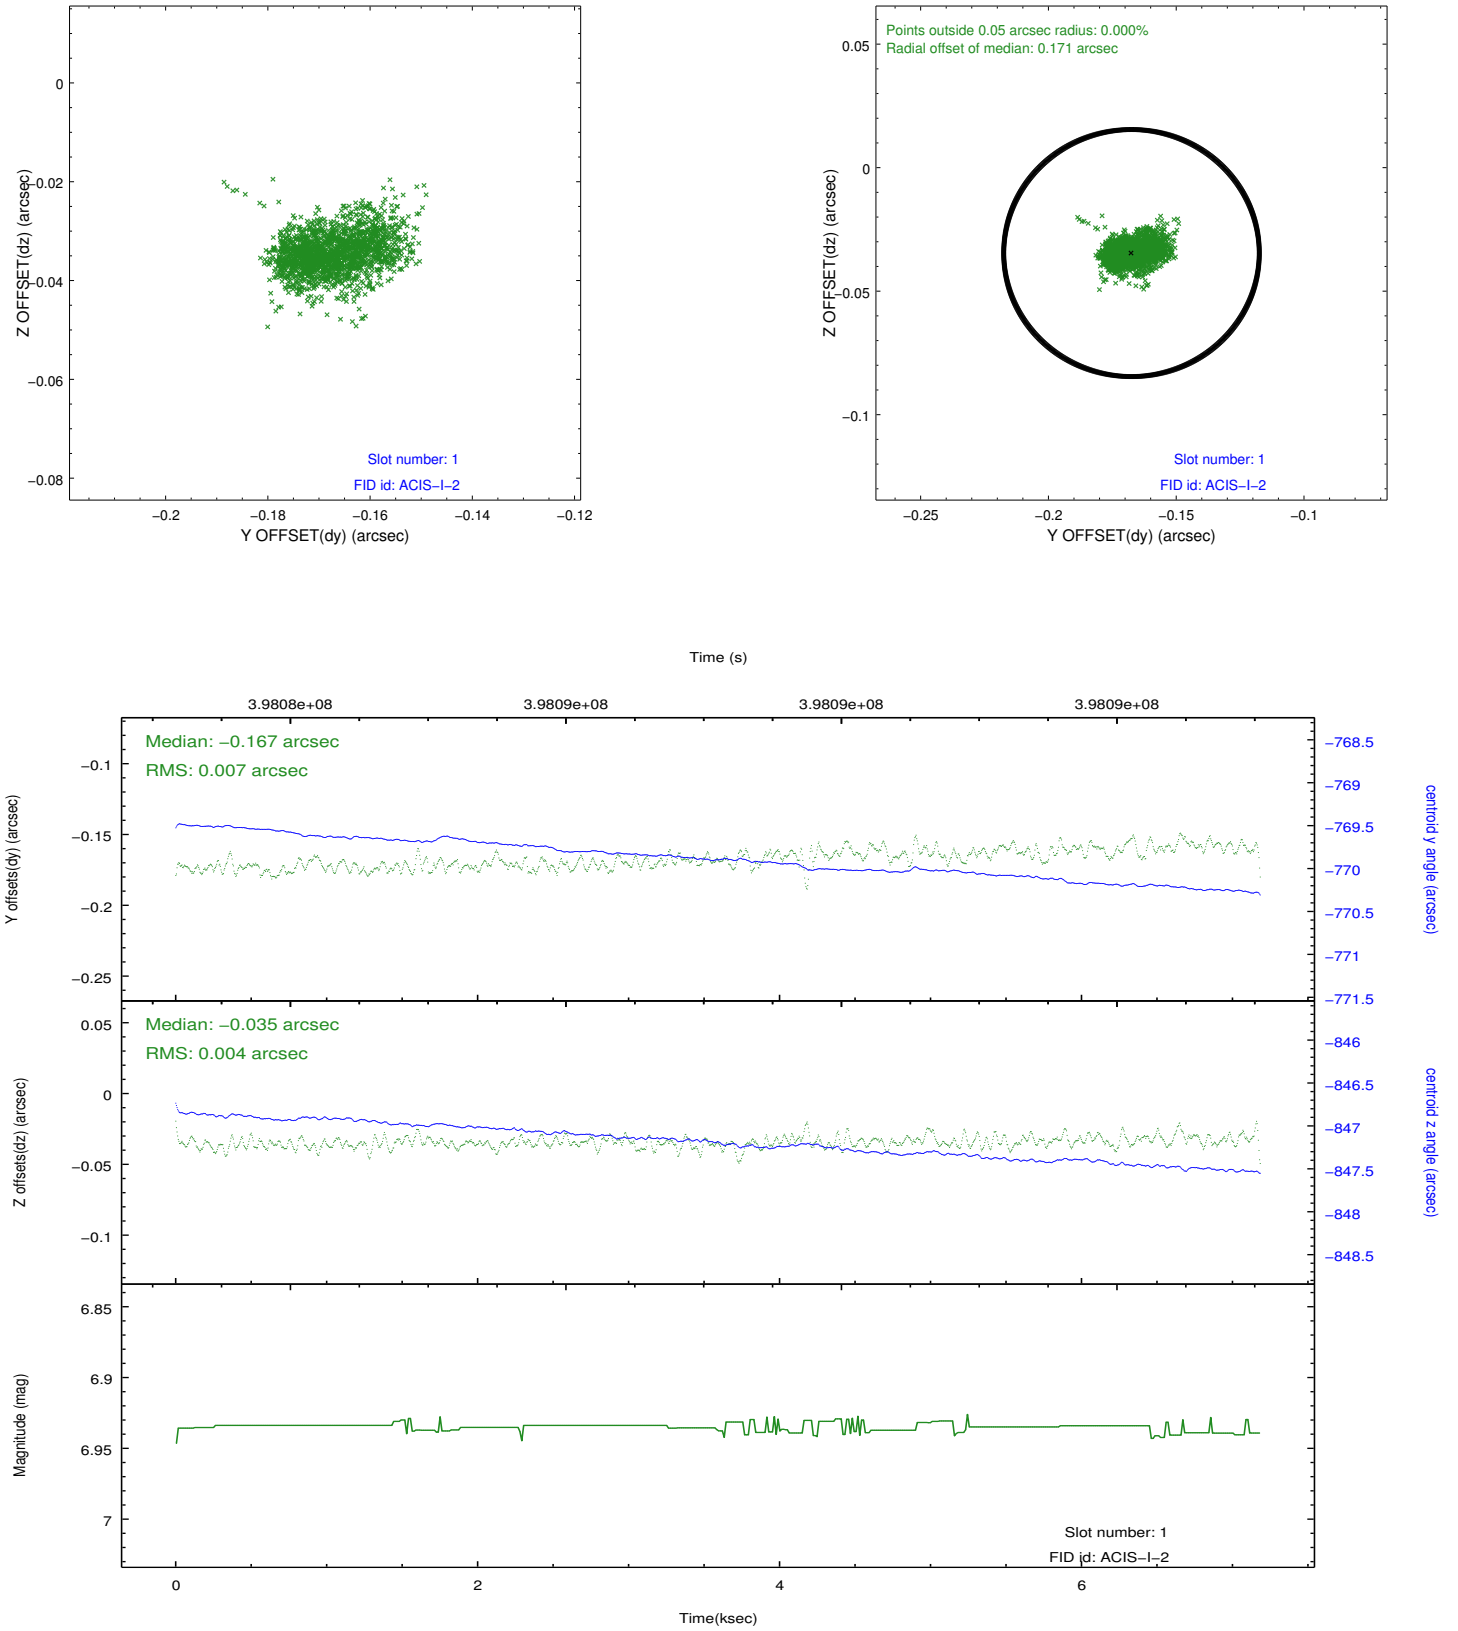 0
−0.02
−0.04
−0.06
−0.08
Z OFFSET(dz) (arcsec)
Slot number: 1
FID id: ACIS−I−2
−0.2
−0.18
−0.16
−0.14
−0.12
Y OFFSET(dy) (arcsec)
Points outside 0.05 arcsec radius: 0.000%
Radial offset of median: 0.171 arcsec
0.05
0
−0.05
−0.1
Z OFFSET(dz) (arcsec)
Slot number: 1
FID id: ACIS−I−2
−0.25
−0.2
−0.15
−0.1
Y OFFSET(dy) (arcsec)
Time (s)
3.9808e+08
3.9809e+08
3.9809e+08
3.9809e+08
Median: −0.167 arcsec
RMS: 0.007 arcsec
−0.1
−0.15
−0.2
−0.25
Y offsets(dy) (arcsec)
−768.5
−769
−769.5
−770
−770.5
−771
−771.5
centroid y angle (arcsec)
Median: −0.035 arcsec
RMS: 0.004 arcsec
0.05
0
−0.05
−0.1
Z offsets(dz) (arcsec)
−846
−846.5
−847
−847.5
−848
−848.5
centroid z angle (arcsec)
6.85
6.9
6.95
7
Magnitude (mag)
Slot number: 1
FID id: ACIS−I−2
0
2
4
6
Time(ksec)